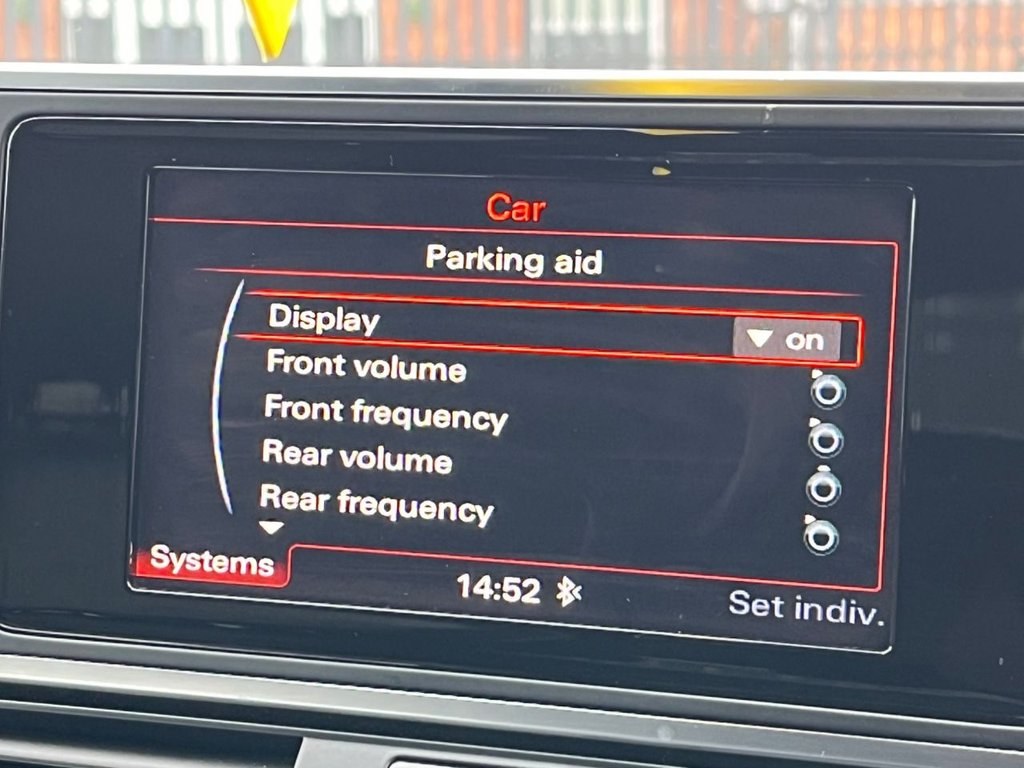 Car
Parking aid
Display on
Front volume
Front frequency
Rear volume
Rear frequency
Systems 14:52 Set indiv.